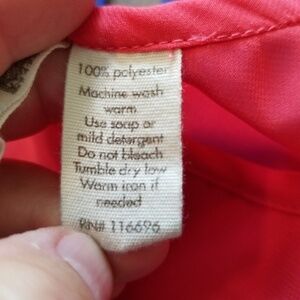 100% polyester
Machine wash
warm
Use soap or
mild detergent
Do not bleach
Tumble dry low
Warm iron if
needed
RN# 116696